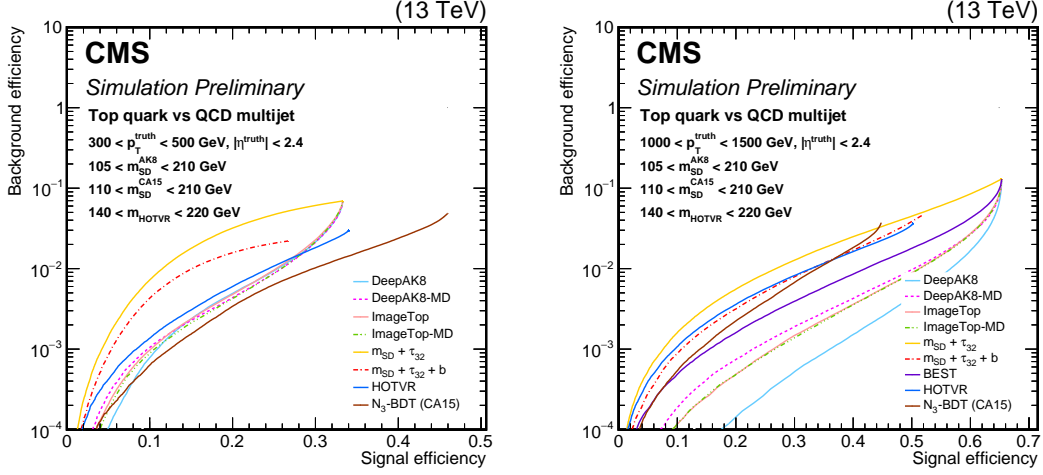 (13 TeV)
CMS
Simulation Preliminary
Top quark vs QCD multijet
300 < p_T^truth < 500 GeV, |η^truth| < 2.4
105 < m_SD^AK8 < 210 GeV
110 < m_SD^CA15 < 210 GeV
140 < m_HOTVR < 220 GeV
DeepAK8
DeepAK8-MD
ImageTop
ImageTop-MD
m_SD + τ_32
m_SD + τ_32 + b
HOTVR
N_3-BDT (CA15)
Background efficiency
10
1
10^−1
10^−2
10^−3
10^−4
0 0.1 0.2 0.3 0.4 0.5
Signal efficiency
(13 TeV)
CMS
Simulation Preliminary
Top quark vs QCD multijet
1000 < p_T^truth < 1500 GeV, |η^truth| < 2.4
105 < m_SD^AK8 < 210 GeV
110 < m_SD^CA15 < 210 GeV
140 < m_HOTVR < 220 GeV
DeepAK8
DeepAK8-MD
ImageTop
ImageTop-MD
m_SD + τ_32
m_SD + τ_32 + b
BEST
HOTVR
N_3-BDT (CA15)
Background efficiency
10
1
10^−1
10^−2
10^−3
10^−4
0 0.1 0.2 0.3 0.4 0.5 0.6 0.7
Signal efficiency